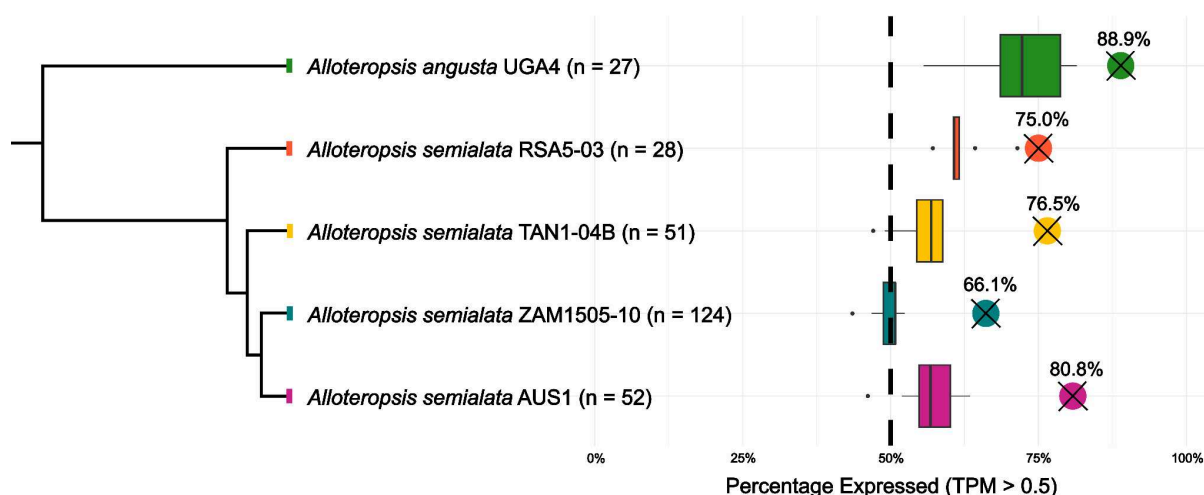 88.9%
Alloteropsis angusta UGA4 (n = 27)
75.0%
Alloteropsis semialata RSA5-03 (n = 28)
76.5%
Alloteropsis semialata TAN1-04B (n = 51)
66.1%
Alloteropsis semialata ZAM1505-10 (n = 124)
80.8%
Alloteropsis semialata AUS1 (n = 52)
0% 25% 50% 75% 100%
Percentage Expressed (TPM > 0.5)